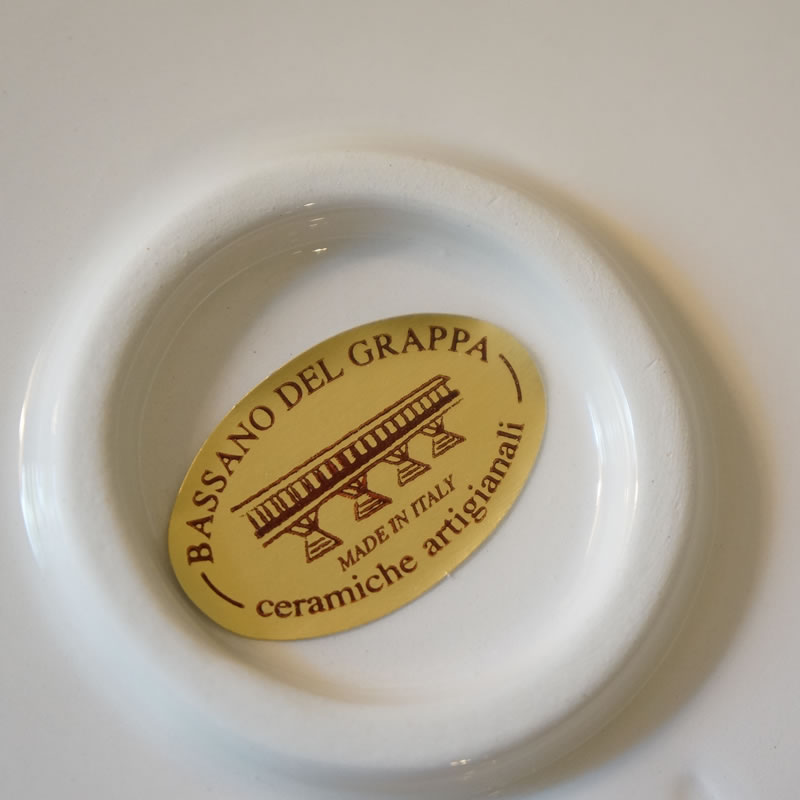 BASSANO DEL GRAPPA
MADE IN ITALY
ceramiche artigianali